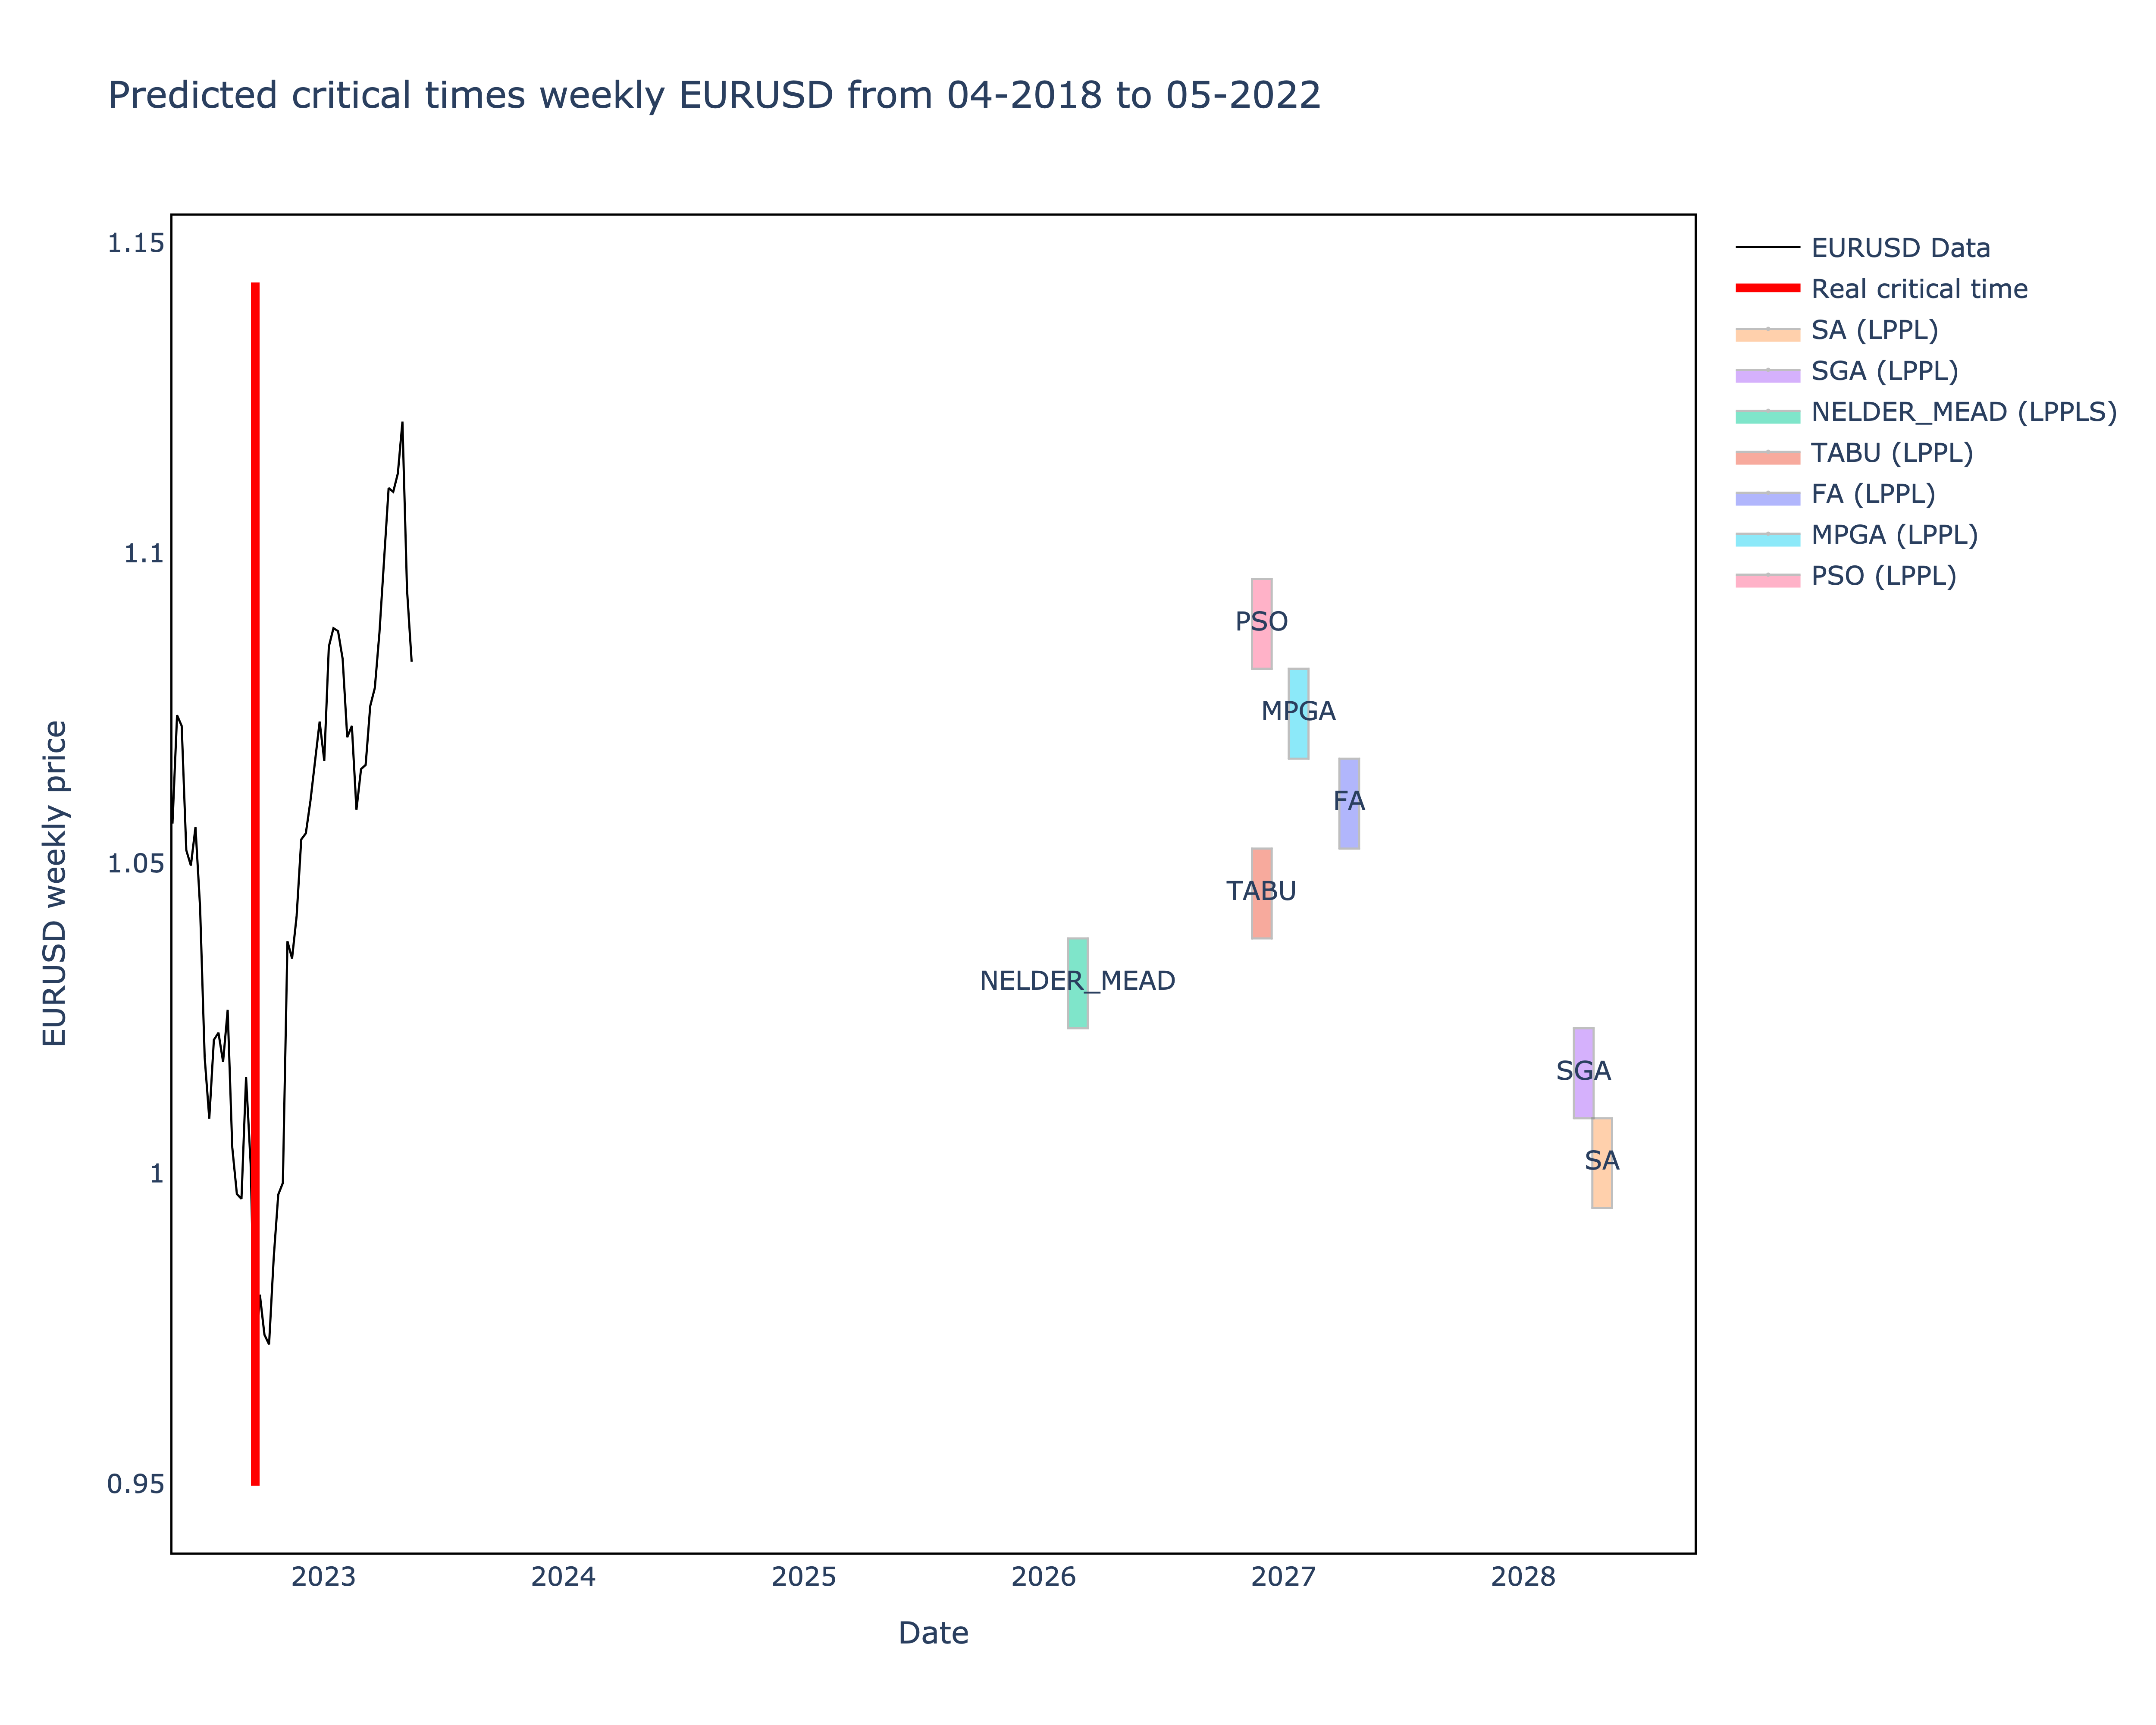 Predicted critical times weekly EURUSD from 04-2018 to 05-2022
1.15
1.1
1.05
1
0.95
EURUSD weekly price
PSO
MPGA
FA
TABU
NELDER_MEAD
SGA
SA
2023
2024
2025
2026
2027
2028
Date
EURUSD Data
Real critical time
SA (LPPL)
SGA (LPPL)
NELDER_MEAD (LPPLS)
TABU (LPPL)
FA (LPPL)
MPGA (LPPL)
PSO (LPPL)